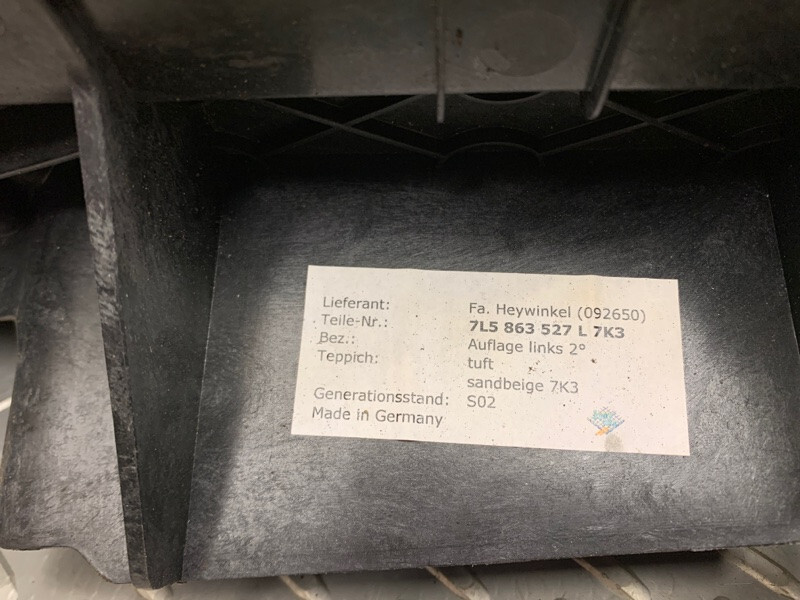 Lieferant: Fa. Heywinkel (092650)
Teile-Nr.: 7L5 863 527 L 7K3
Bez.: Auflage links 2°
Teppich: tuft
sandbeige 7K3
Generationsstand: S02
Made in Germany